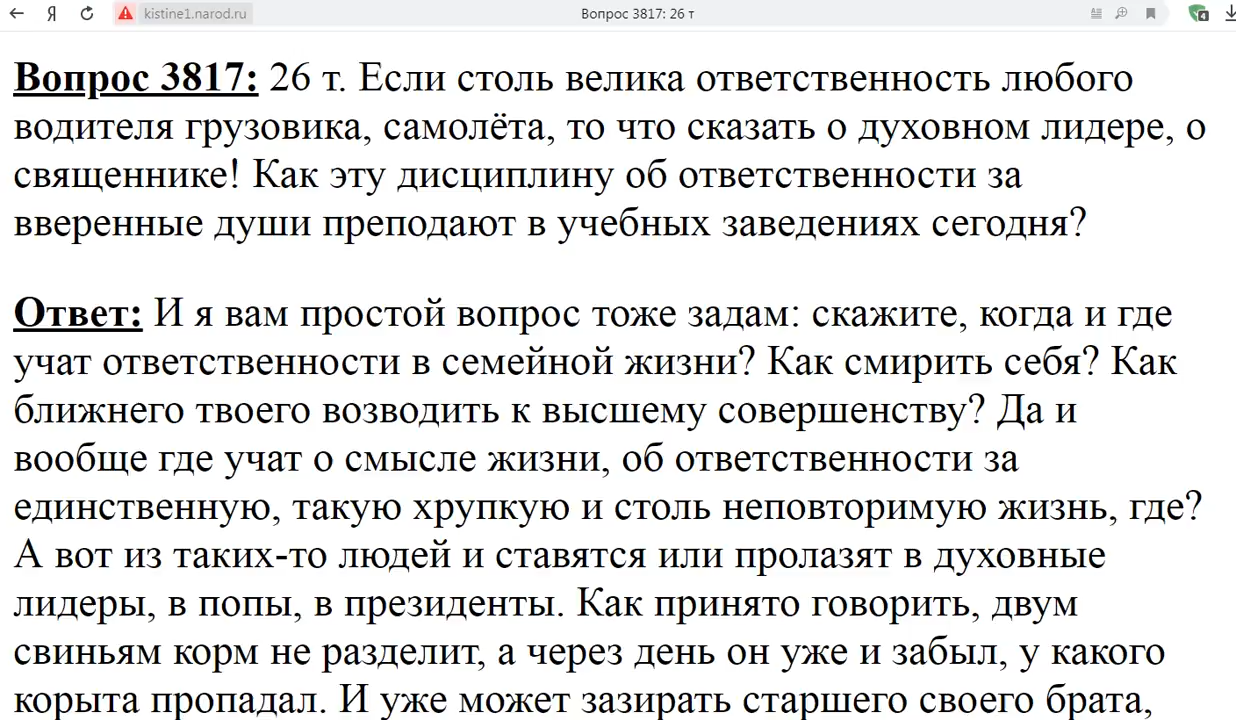 kistine1.narod.ru
Вопрос 3817: 26 т
4
Вопрос 3817: 26 т. Если столь велика ответственность любого
водителя грузовика, самолёта, то что сказать о духовном лидере, о
священнике! Как эту дисциплину об ответственности за
вверенные души преподают в учебных заведениях сегодня?
Ответ: И я вам простой вопрос тоже задам: скажите, когда и где
учат ответственности в семейной жизни? Как смирить себя? Как
ближнего твоего возводить к высшему совершенству? Да и
вообще где учат о смысле жизни, об ответственности за
единственную, такую хрупкую и столь неповторимую жизнь, где?
А вот из таких-то людей и ставятся или пролазят в духовные
лидеры, в попы, в президенты. Как принято говорить, двум
свиньям корм не разделит, а через день он уже и забыл, у какого
корыта пропадал. И уже может зазирать старшего своего брата,